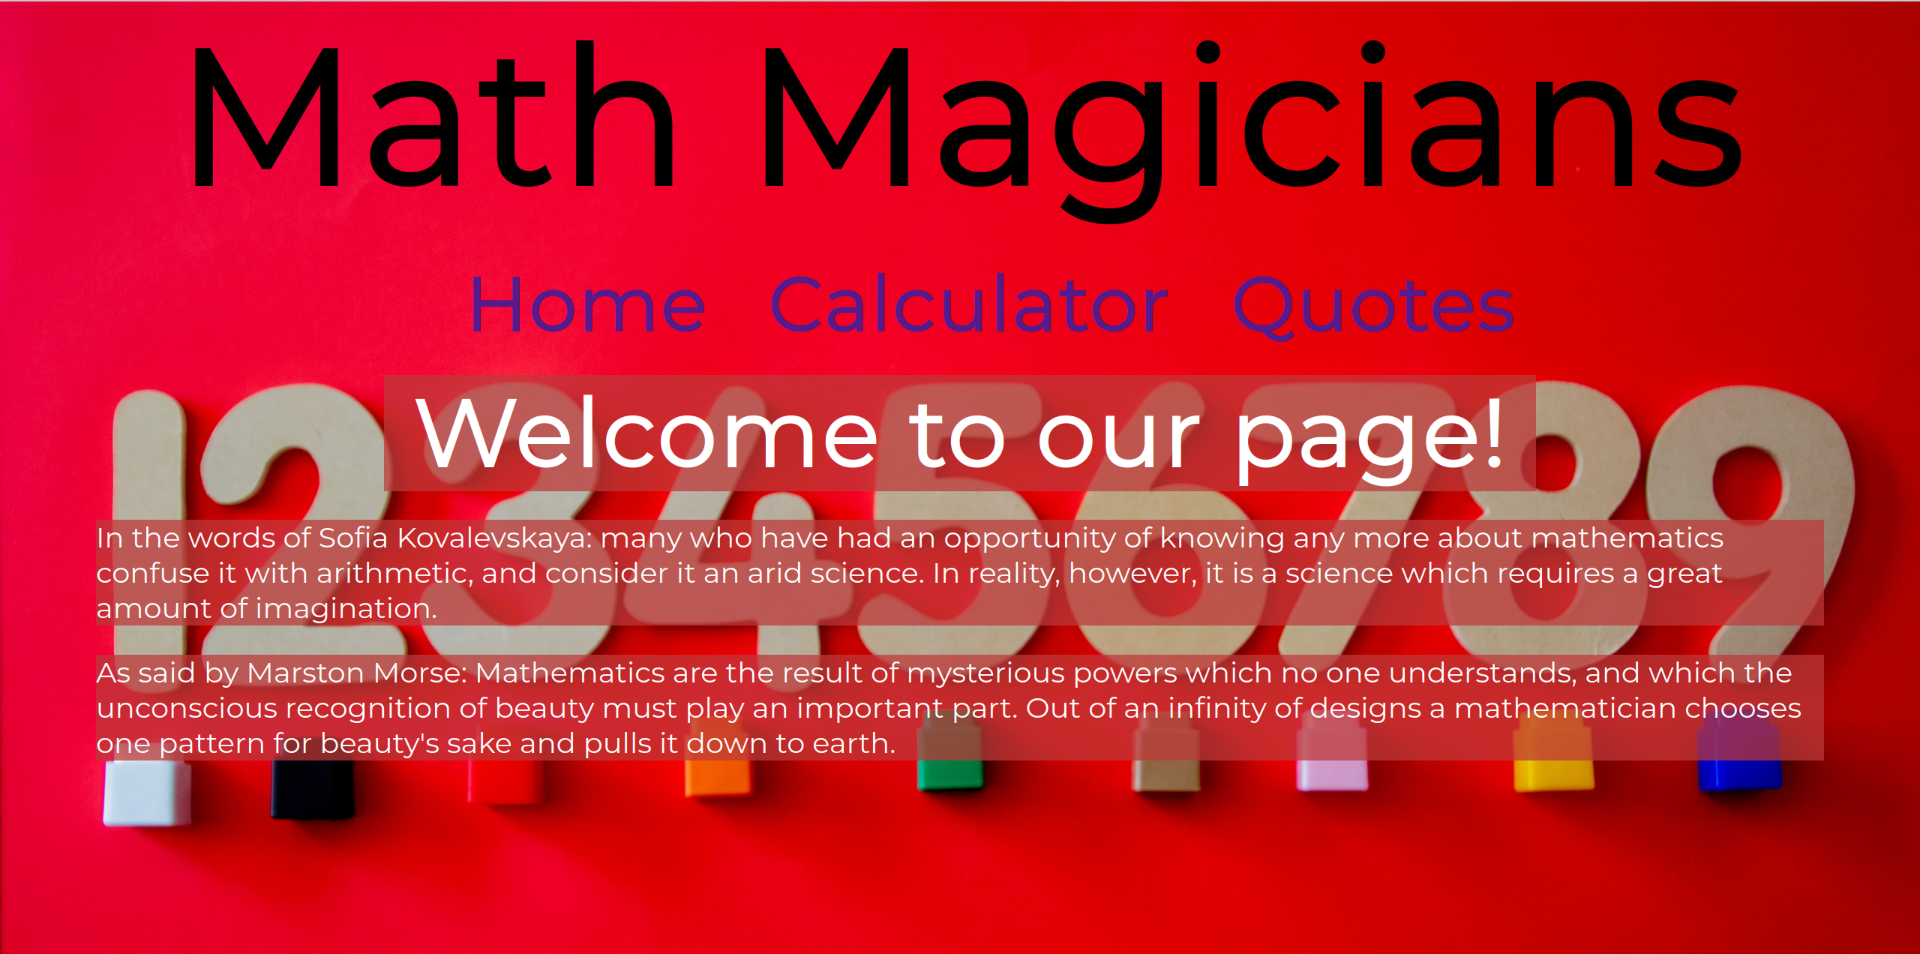 Math Magicians
Home Calculator Quotes
Welcome to our page!
123456789
In the words of Sofia Kovalevskaya: many who have had an opportunity of knowing any more about mathematics
confuse it with arithmetic, and consider it an arid science. In reality, however, it is a science which requires a great
amount of imagination.
As said by Marston Morse: Mathematics are the result of mysterious powers which no one understands, and which the
unconscious recognition of beauty must play an important part. Out of an infinity of designs a mathematician chooses
one pattern for beauty's sake and pulls it down to earth.